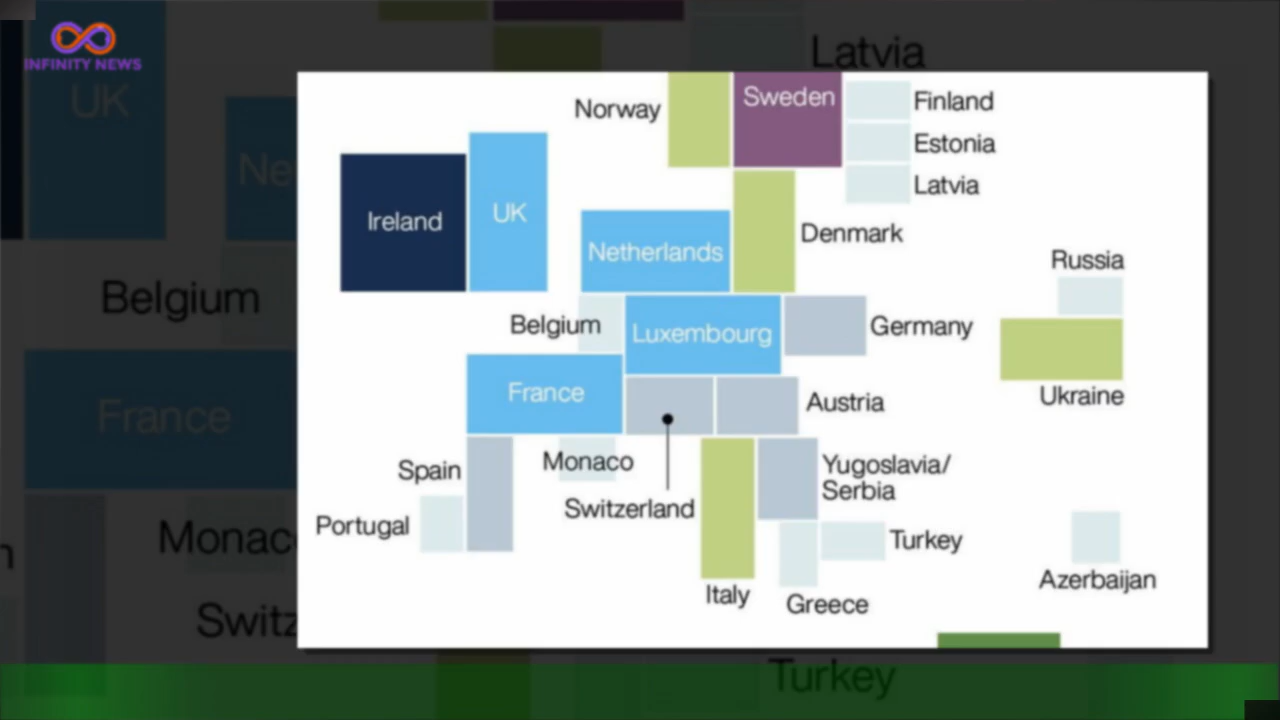 INFINITY NEWS
UK
Latvia
Ne
Belgium
France
Monac
Switz
Turkey
Norway
Sweden
Finland
Estonia
Latvia
Ireland
UK
Netherlands
Denmark
Russia
Belgium
Luxembourg
Germany
France
Austria
Ukraine
Spain
Monaco
Switzerland
Yugoslavia/
Serbia
Portugal
Turkey
Italy
Greece
Azerbaijan